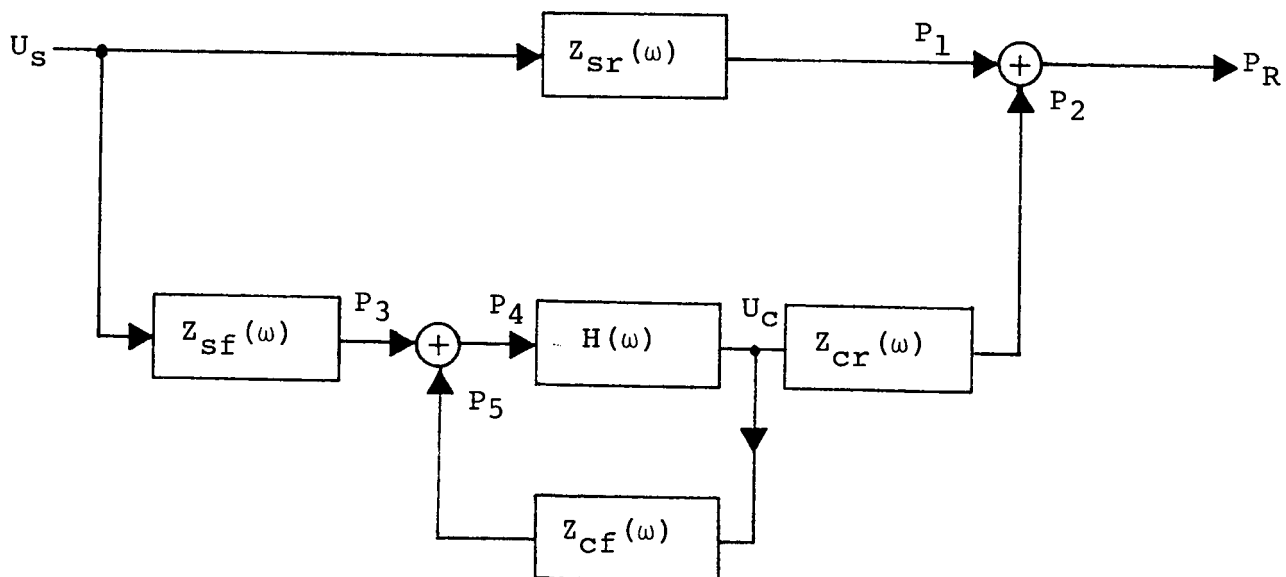 U_s
Z_sr(ω)
P_1
+
P_R
P_2
Z_sf(ω)
P_3
+
P_4
H(ω)
U_c
Z_cr(ω)
P_5
Z_cf(ω)